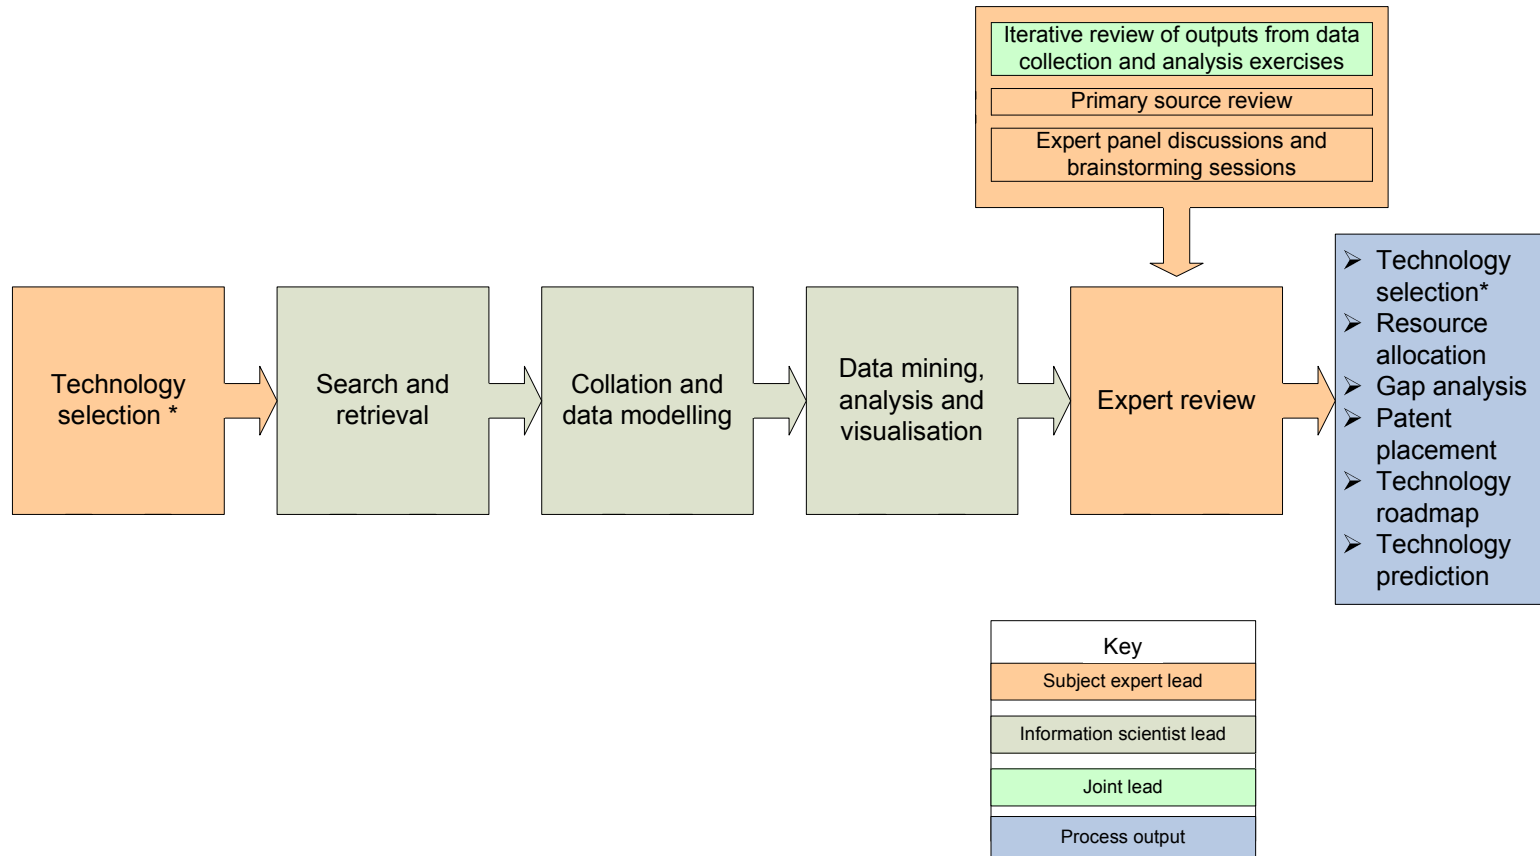 Iterative review of outputs from data
collection and analysis exercises
Primary source review
Expert panel discussions and
brainstorming sessions
Technology
selection *
Search and
retrieval
Collation and
data modelling
Data mining,
analysis and
visualisation
Expert review
➢ Technology
selection*
➢ Resource
allocation
➢ Gap analysis
➢ Patent
placement
➢ Technology
roadmap
➢ Technology
prediction
Key
Subject expert lead
Information scientist lead
Joint lead
Process output